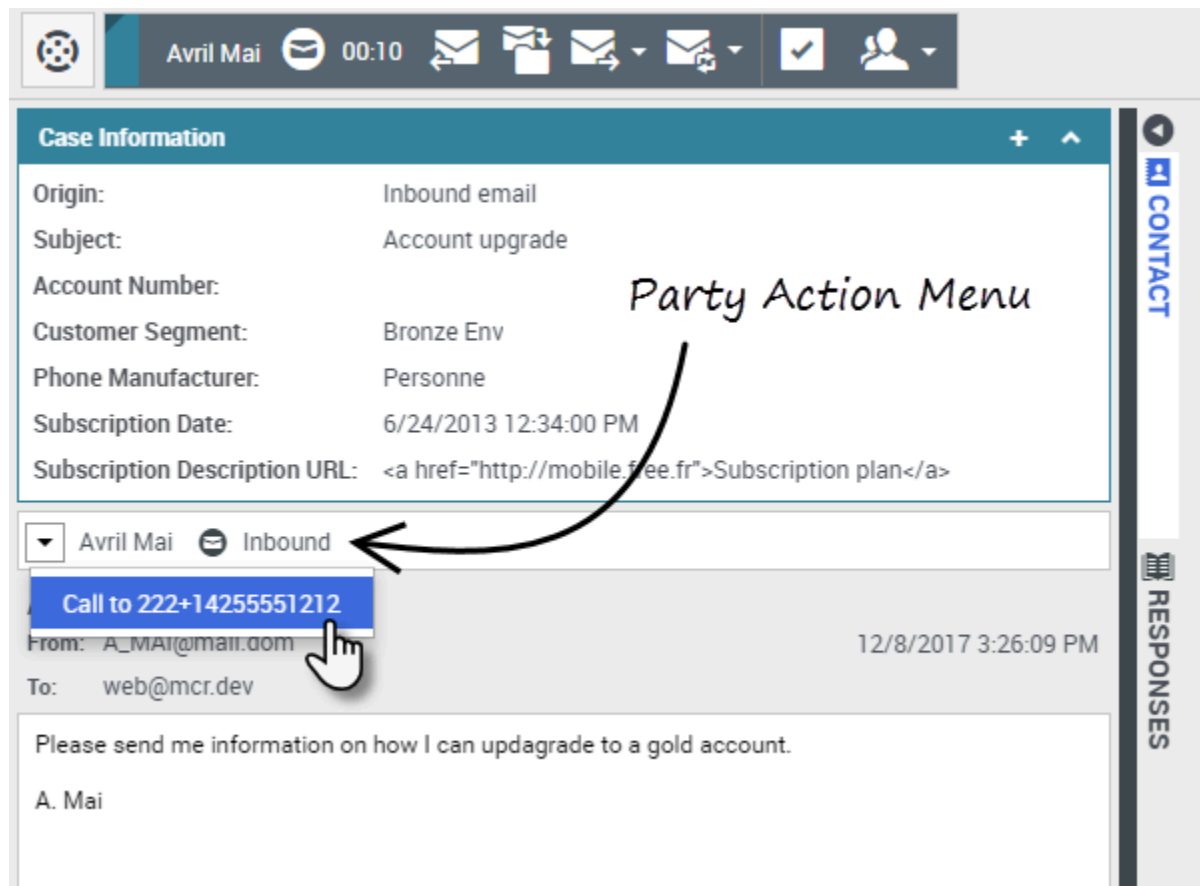 Avril Mai 00:10
Case Information
Origin: Inbound email
Subject: Account upgrade
Account Number:
Customer Segment: Bronze Env
Phone Manufacturer: Personne
Subscription Date: 6/24/2013 12:34:00 PM
Subscription Description URL: <a href="http://mobile.free.fr">Subscription plan</a>
Party Action Menu
Avril Mai Inbound
Call to 222+14255551212
From: A_MAI@mail.dom 12/8/2017 3:26:09 PM
To: web@mcr.dev
Please send me information on how I can updagrade to a gold account.
A. Mai
CONTACT
RESPONSES